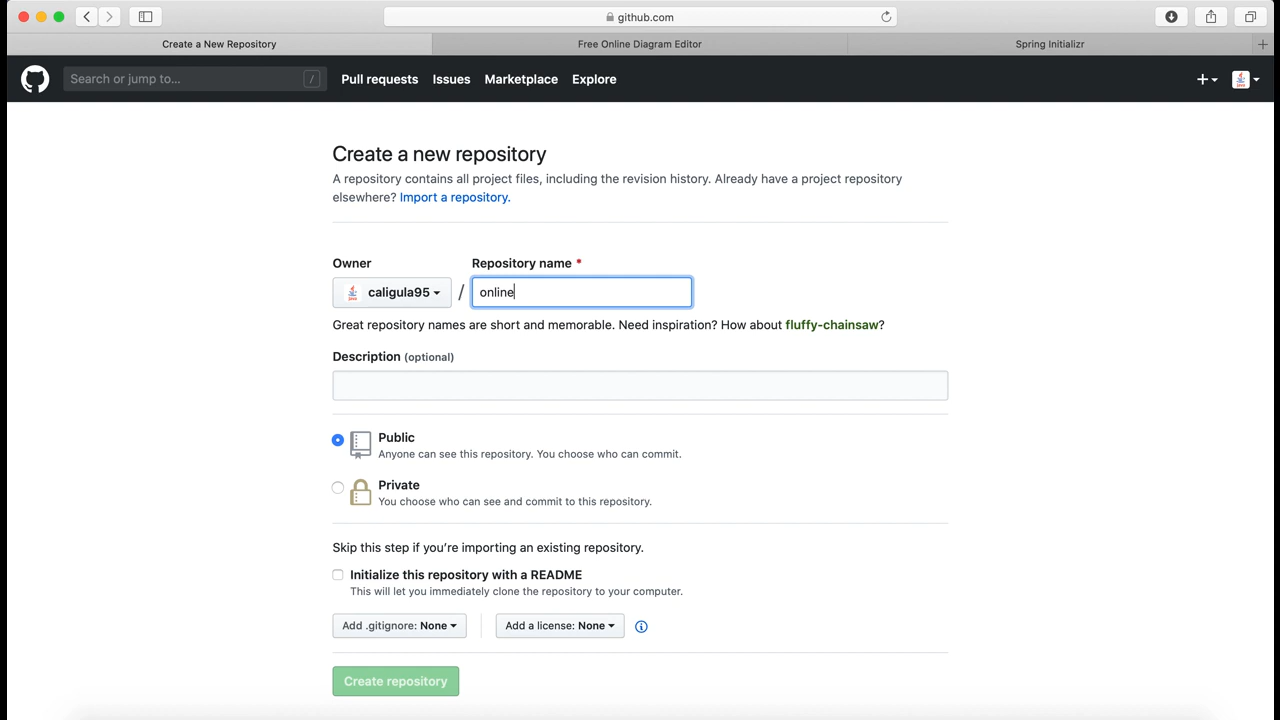 github.com
Create a New Repository
Free Online Diagram Editor
Spring Initializr
Search or jump to...
/
Pull requests
Issues
Marketplace
Explore
Create a new repository
A repository contains all project files, including the revision history. Already have a project repository
elsewhere? Import a repository.
Owner
Repository name *
caligula95
/
online
Great repository names are short and memorable. Need inspiration? How about fluffy-chainsaw?
Description (optional)
Public
Anyone can see this repository. You choose who can commit.
Private
You choose who can see and commit to this repository.
Skip this step if you're importing an existing repository.
Initialize this repository with a README
This will let you immediately clone the repository to your computer.
Add .gitignore: None
Add a license: None
Create repository